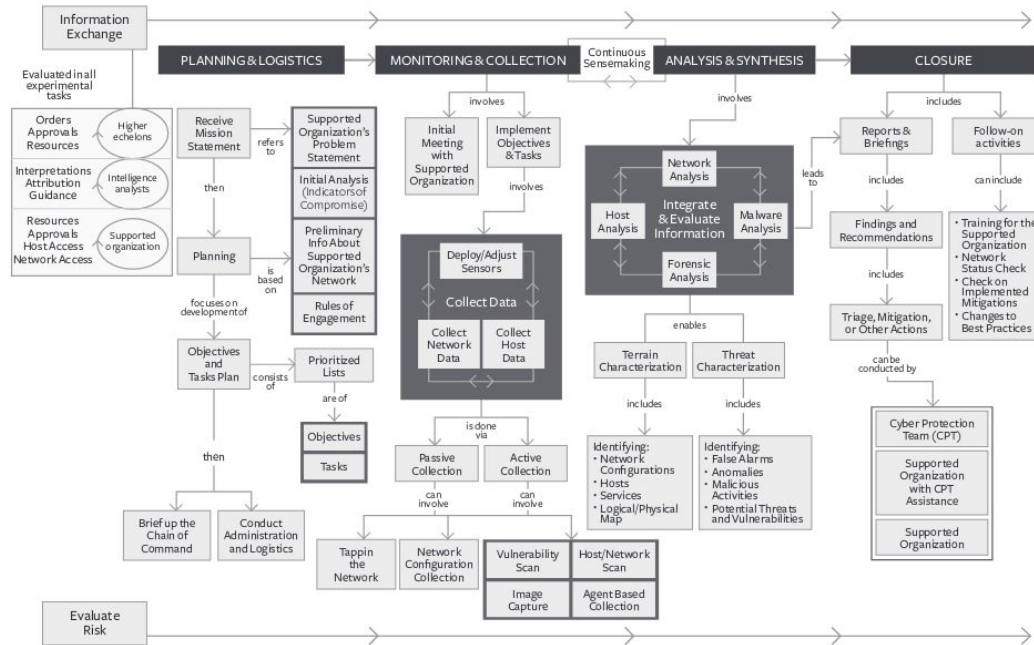 Information
Exchange
PLANNING & LOGISTICS
MONITORING & COLLECTION
Continuous
Sensemaking
ANALYSIS & SYNTHESIS
CLOSURE
Evaluated in all
experimental
tasks
Orders
Approvals
Resources
Higher
echelons
Interpretations
Attribution
Guidance
Intelligence
analysts
Resources
Approvals
Host Access
Network Access
Supported
organization
Receive
Mission
Statement
refers
to
Supported
Organization's
Problem
Statement
Initial Analysis
(Indicators of
Compromise)
Preliminary
Info About
Supported
Organization's
Network
Rules of
Engagement
then
Planning
is
based
on
focuses on
development of
Objectives
and
Tasks Plan
consists
of
Prioritized
Lists
are of
Objectives
Tasks
then
Brief up the
Chain of
Command
Conduct
Administration
and Logistics
involves
Initial
Meeting
with
Supported
Organization
Implement
Objectives
& Tasks
involves
Deploy/Adjust
Sensors
Collect Data
Collect
Network
Data
Collect
Host Data
is done
via
Passive
Collection
Active
Collection
can
involve
can
involve
Tappin
the
Network
Network
Configuration
Collection
Vulnerability
Scan
Host/Network
Scan
Image
Capture
Agent Based
Collection
involves
Network
Analysis
Host
Analysis
Integrate
& Evaluate
Information
Malware
Analysis
Forensic
Analysis
leads
to
enables
Terrain
Characterization
Threat
Characterization
includes
includes
Identifying:
• Network
Configurations
• Hosts
• Services
• Logical/Physical
Map
Identifying:
• False Alarms
• Anomalies
• Malicious
Activities
• Potential Threats
and Vulnerabilities
includes
Reports &
Briefings
Follow-on
activities
includes
can include
Findings and
Recommendations
• Training for the
Supported
Organization
• Network
Status Check
• Check on
Implemented
Mitigations
• Changes to
Best Practices
includes
Triage, Mitigation,
or Other Actions
can be
conducted by
Cyber Protection
Team (CPT)
Supported
Organization
with CPT
Assistance
Supported
Organization
Evaluate
Risk